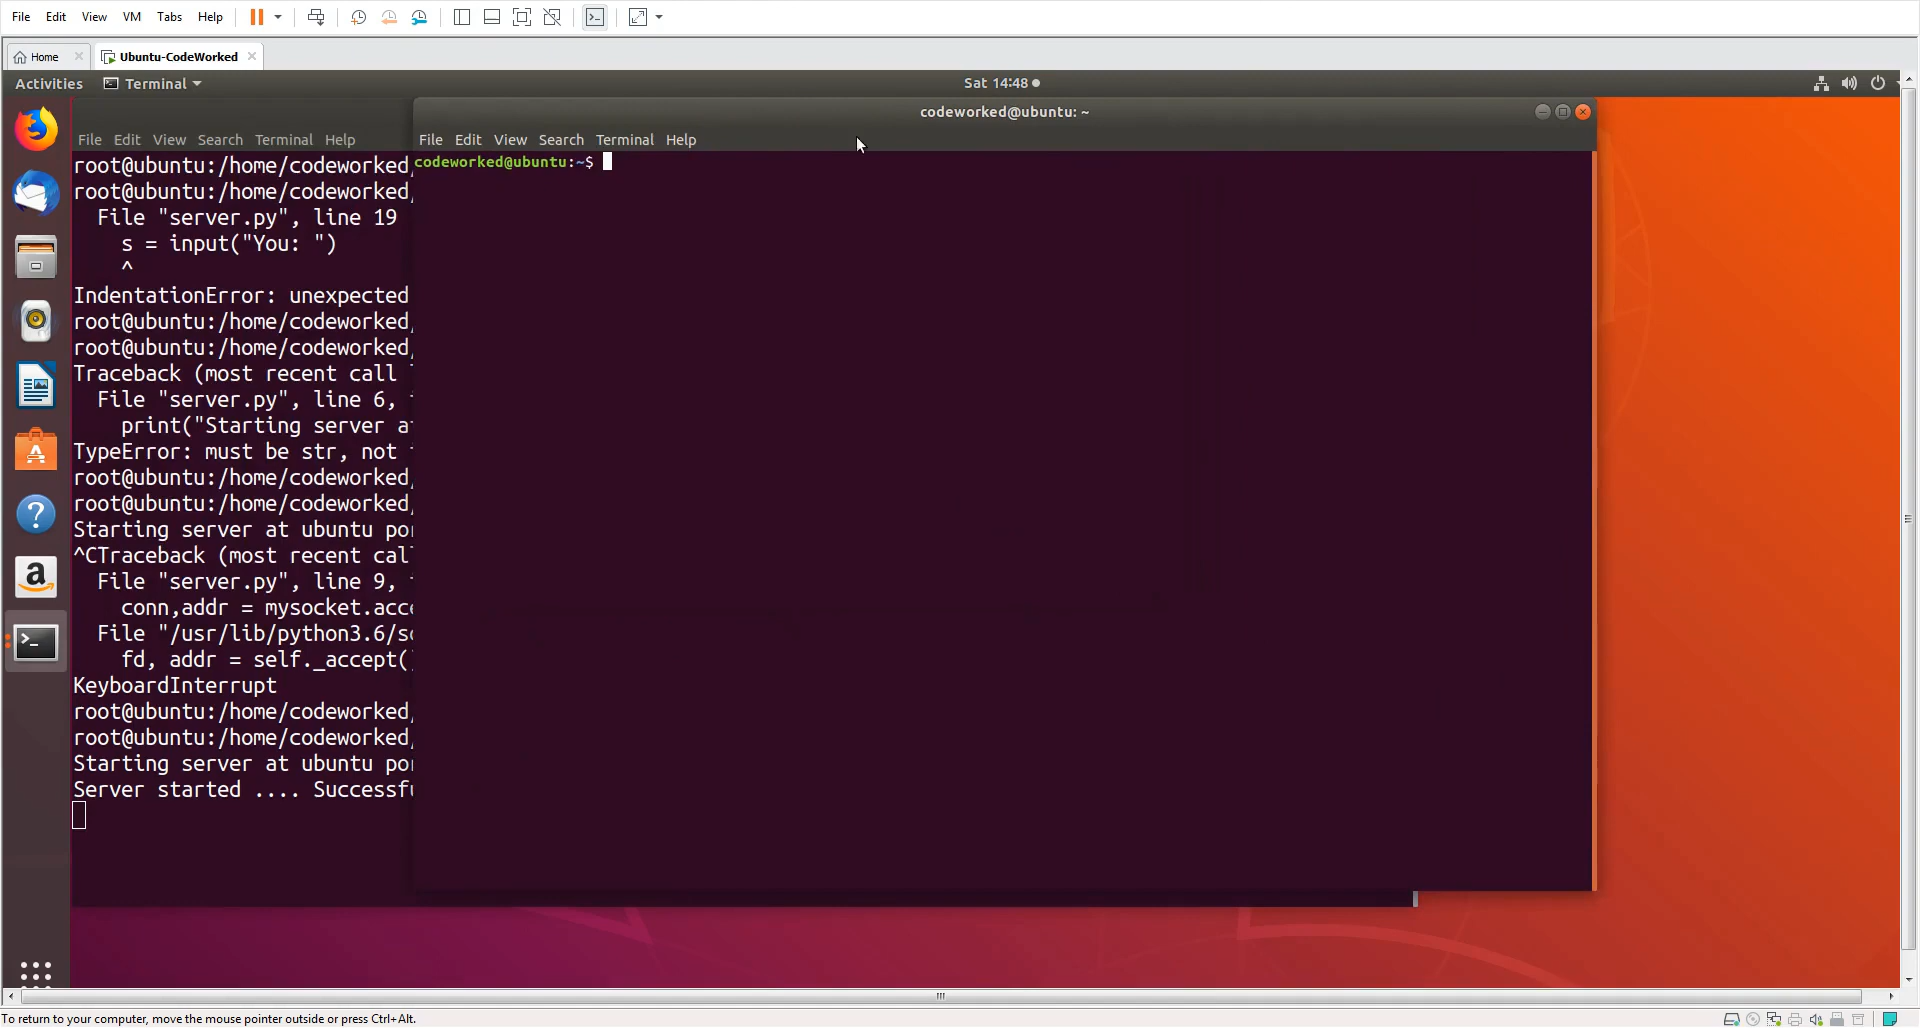 File Edit View VM Tabs Help
Home
Ubuntu-CodeWorked
Activities Terminal Sat 14:48
codeworked@ubuntu: ~
File Edit View Search Terminal Help
root@ubuntu:/home/codeworked/
root@ubuntu:/home/codeworked/
File "server.py", line 19
s = input("You: ")
^
IndentationError: unexpected
root@ubuntu:/home/codeworked/
root@ubuntu:/home/codeworked/
Traceback (most recent call
File "server.py", line 6,
print("Starting server at
TypeError: must be str, not
root@ubuntu:/home/codeworked/
root@ubuntu:/home/codeworked/
Starting server at ubuntu por
^CTraceback (most recent call
File "server.py", line 9,
conn,addr = mysocket.acce
File "/usr/lib/python3.6/so
fd, addr = self._accept()
KeyboardInterrupt
root@ubuntu:/home/codeworked/
root@ubuntu:/home/codeworked/
Starting server at ubuntu por
Server started .... Successfu
File Edit View Search Terminal Help
codeworked@ubuntu:~$
To return to your computer, move the mouse pointer outside or press Ctrl+Alt.